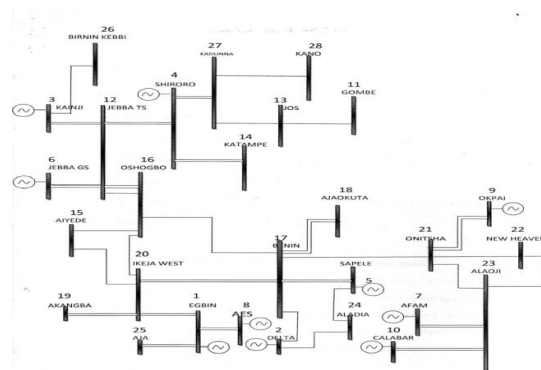 26
BIRNIN KEBBI
27
KADURNA
28
KANO
4
SHIRORO
11
GOMBE
3
KAINJI
12
JEBBA TS
13
JOS
14
KATAMPE
6
JEBBA GS
16
OSHOGBO
18
AJAOKUTA
9
OKPAI
15
AIYEDE
17
BENIN
21
ONITSHA
22
NEW HEAVEN
20
IKEJA WEST
SAPELE
5
23
ALAOJI
19
AKANGBA
1
EGBIN
8
AES
2
DELTA
24
ALADIA
7
AFAM
25
AJA
10
CALABAR